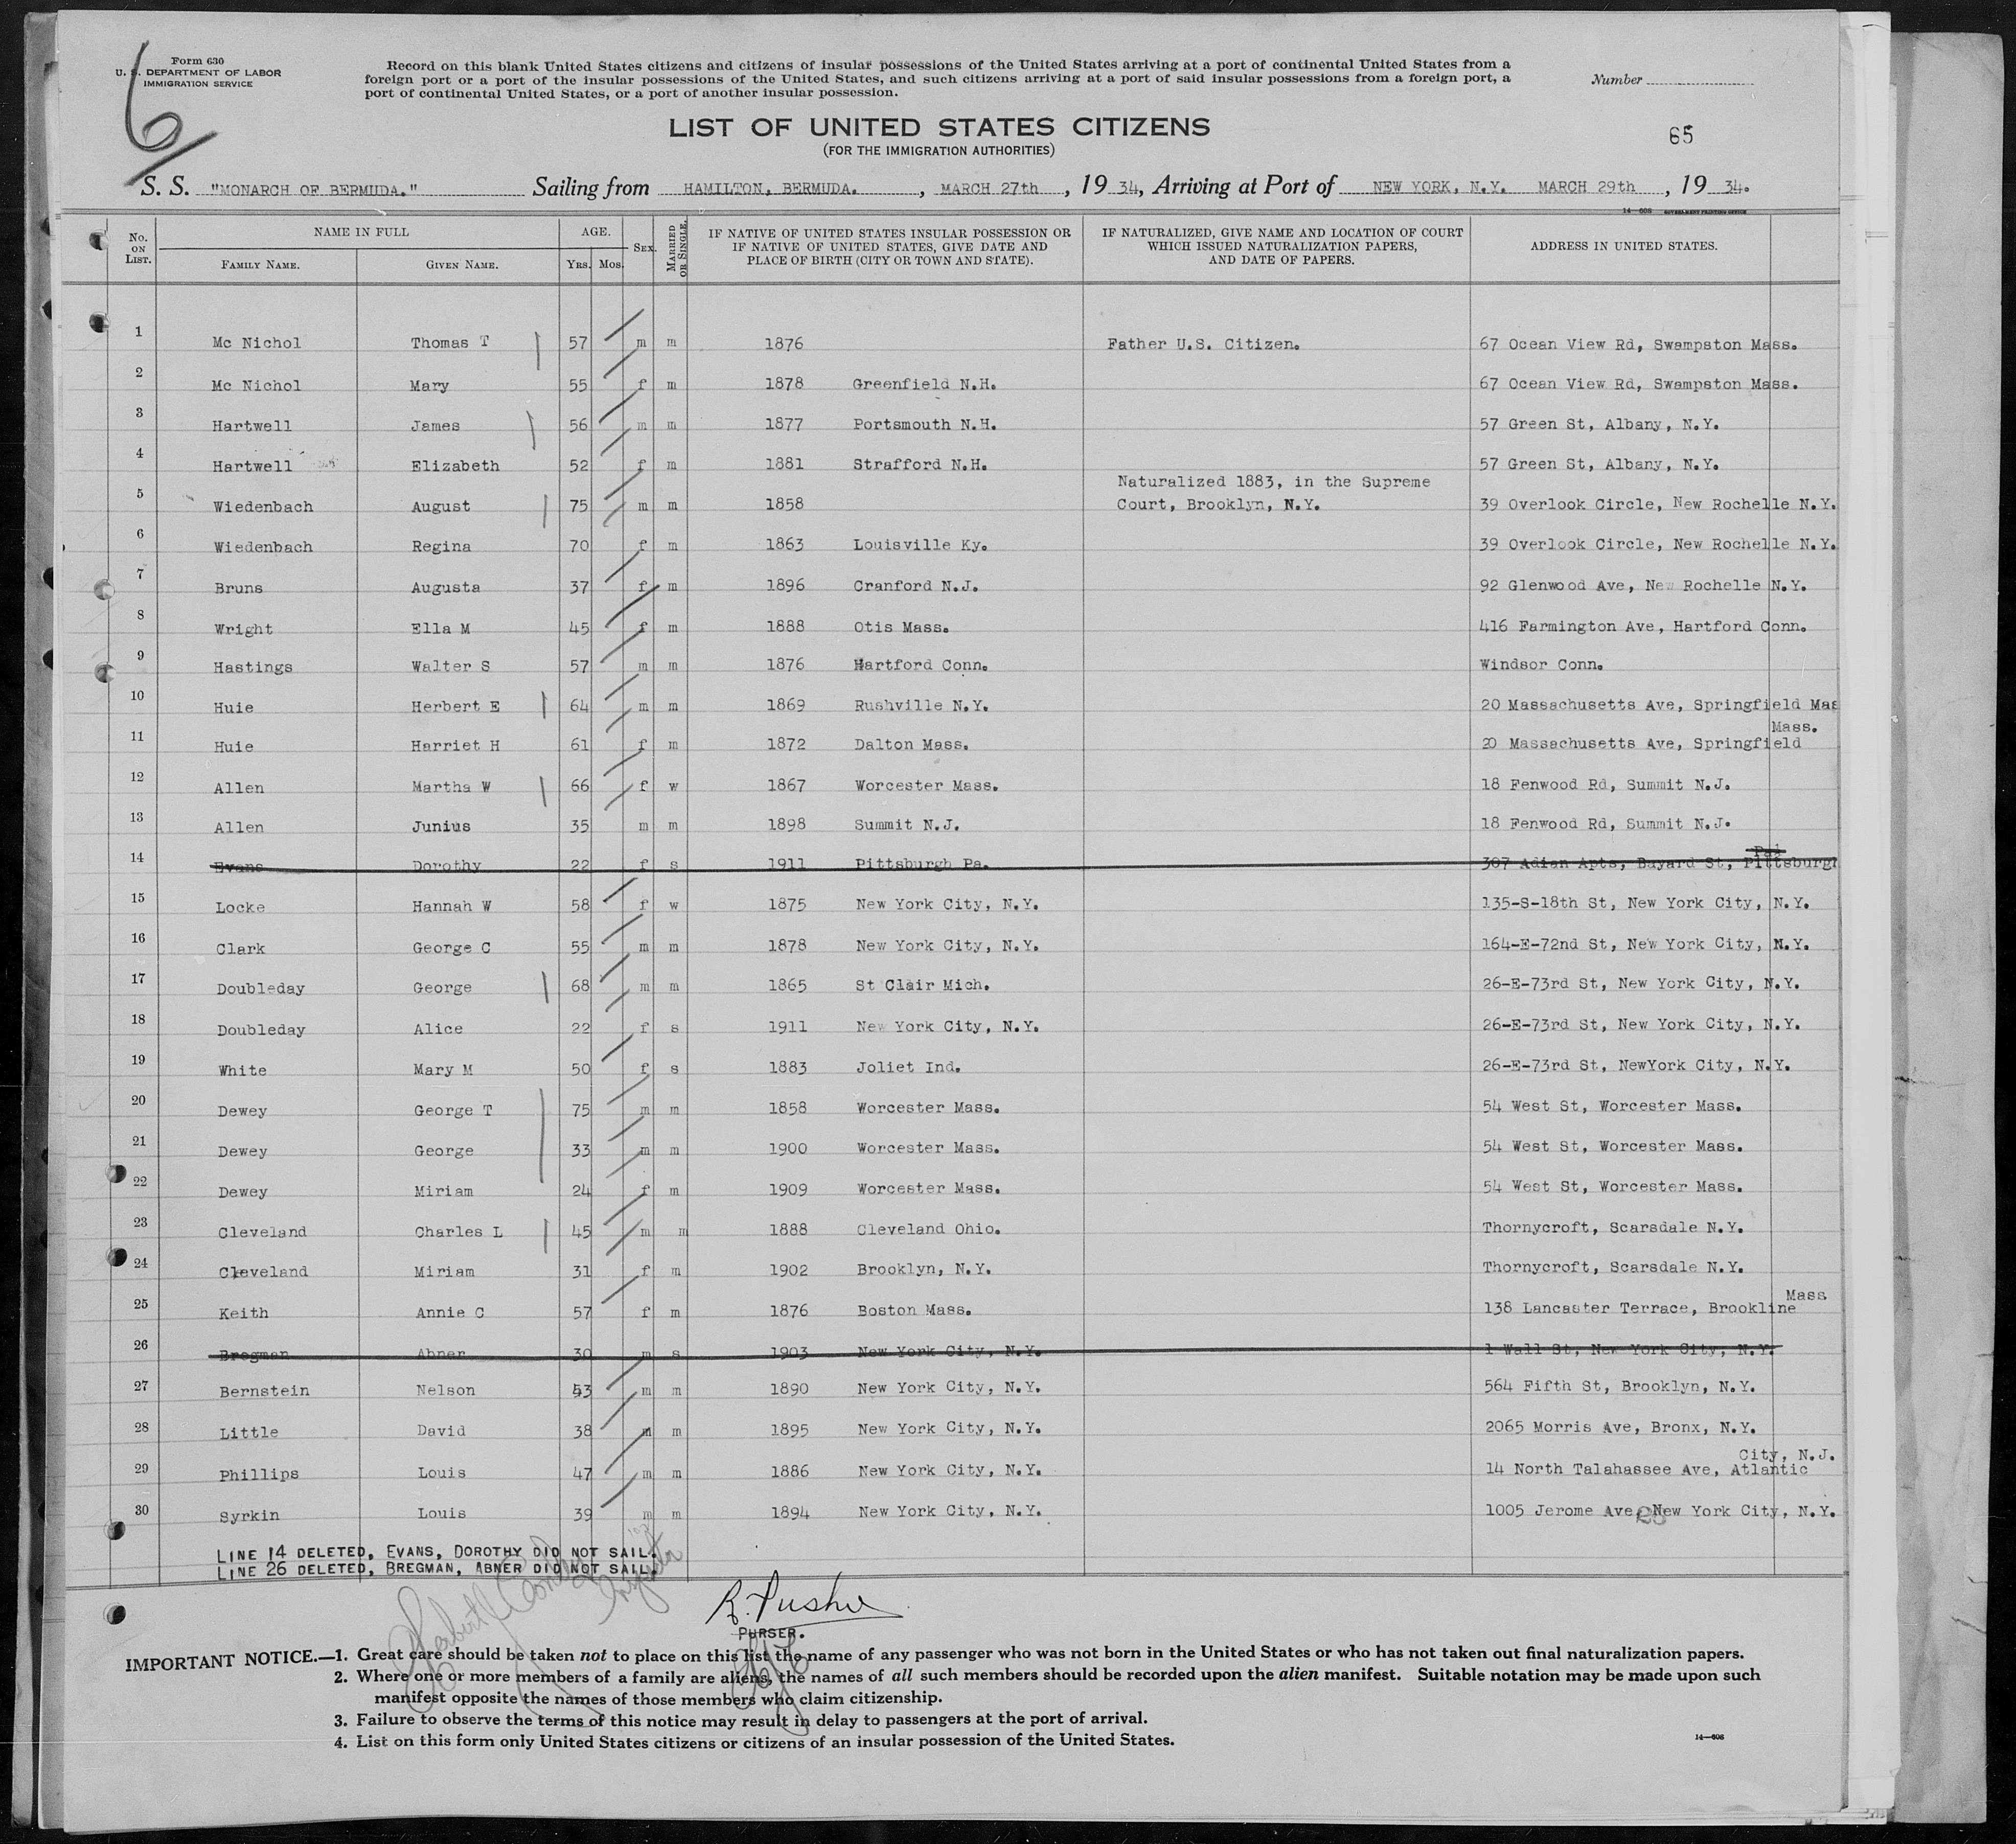 6
Form 630
U. S. DEPARTMENT OF LABOR
IMMIGRATION SERVICE
Record on this blank United States citizens and citizens of insular possessions of the United States arriving at a port of continental United States from a
foreign port or a port of the insular possessions of the United States, and such citizens arriving at a port of said insular possessions from a foreign port, a
port of continental United States, or a port of another insular possession.
Number
LIST OF UNITED STATES CITIZENS
(FOR THE IMMIGRATION AUTHORITIES)
65
S. S. "MONARCH OF BERMUDA." Sailing from HAMILTON, BERMUDA. , MARCH 27th , 19 34, Arriving at Port of NEW YORK, N.Y. MARCH 29th , 19 34.
14—608 GOVERNMENT PRINTING OFFICE
No. ON LIST. NAME IN FULL FAMILY NAME. GIVEN NAME. AGE. YRS. MOS. SEX. MARRIED OR SINGLE. IF NATIVE OF UNITED STATES INSULAR POSSESSION OR IF NATIVE OF UNITED STATES, GIVE DATE AND PLACE OF BIRTH (CITY OR TOWN AND STATE). IF NATURALIZED, GIVE NAME AND LOCATION OF COURT WHICH ISSUED NATURALIZATION PAPERS, AND DATE OF PAPERS. ADDRESS IN UNITED STATES.
1 Mc Nichol Thomas T 57 m m 1876 Father U.S. Citizen. 67 Ocean View Rd, Swampston Mass.
2 Mc Nichol Mary 55 f m 1878 Greenfield N.H. 67 Ocean View Rd, Swampston Mass.
3 Hartwell James 56 m m 1877 Portsmouth N.H. 57 Green St, Albany, N.Y.
4 Hartwell Elizabeth 52 f m 1881 Strafford N.H. 57 Green St, Albany, N.Y.
Naturalized 1883, in the Supreme
5 Wiedenbach August 75 m m 1858 Court, Brooklyn, N.Y. 39 Overlook Circle, New Rochelle N.Y.
6 Wiedenbach Regina 70 f m 1863 Louisville Ky. 39 Overlook Circle, New Rochelle N.Y.
7 Bruns Augusta 37 f m 1896 Cranford N.J. 92 Glenwood Ave, New Rochelle N.Y.
8 Wright Ella M 45 f m 1888 Otis Mass. 416 Farmington Ave, Hartford Conn.
9 Hastings Walter S 57 m m 1876 Hartford Conn. Windsor Conn.
10 Huie Herbert E 64 m m 1869 Rushville N.Y. 20 Massachusetts Ave, Springfield Mas
Mass.
11 Huie Harriet H 61 f m 1872 Dalton Mass. 20 Massachusetts Ave, Springfield
12 Allen Martha W 66 f w 1867 Worcester Mass. 18 Fenwood Rd, Summit N.J.
13 Allen Junius 35 m m 1898 Summit N.J. 18 Fenwood Rd, Summit N.J.
Pa.
14 Evans Dorothy 22 f s 1911 Pittsburgh Pa. 307 Adian Apts, Bayard St, Pittsburgh
15 Locke Hannah W 58 f w 1875 New York City, N.Y. 135-S-18th St, New York City, N.Y.
16 Clark George C 55 m m 1878 New York City, N.Y. 164-E-72nd St, New York City, N.Y.
17 Doubleday George 68 m m 1865 St Clair Mich. 26-E-73rd St, New York City, N.Y.
18 Doubleday Alice 22 f s 1911 New York City, N.Y. 26-E-73rd St, New York City, N.Y.
19 White Mary M 50 f s 1883 Joliet Ind. 26-E-73rd St, NewYork City, N.Y.
20 Dewey George T 75 m m 1858 Worcester Mass. 54 West St, Worcester Mass.
21 Dewey George 33 m m 1900 Worcester Mass. 54 West St, Worcester Mass.
22 Dewey Miriam 24 f m 1909 Worcester Mass. 54 West St, Worcester Mass.
23 Cleveland Charles L 45 m m 1888 Cleveland Ohio. Thornycroft, Scarsdale N.Y.
24 Cleveland Miriam 31 f m 1902 Brooklyn, N.Y. Thornycroft, Scarsdale N.Y.
Mass
25 Keith Annie C 57 f m 1876 Boston Mass. 138 Lancaster Terrace, Brookline
26 Bregman Abner 30 m s 1903 New York City, N.Y. 1 Wall St, New York City, N.Y.
27 Bernstein Nelson 43 m m 1890 New York City, N.Y. 564 Fifth St, Brooklyn, N.Y.
28 Little David 38 m m 1895 New York City, N.Y. 2065 Morris Ave, Bronx, N.Y.
City, N.J.
29 Phillips Louis 47 m m 1886 New York City, N.Y. 14 North Talahassee Ave, Atlantic
30 Syrkin Louis 39 m m 1894 New York City, N.Y. 1005 Jerome Ave, New York City, N.Y.
28
LINE 14 DELETED, EVANS, DOROTHY DID NOT SAIL.
LINE 26 DELETED, BREGMAN, ABNER DID NOT SAIL.
PURSER.
IMPORTANT NOTICE.—1. Great care should be taken not to place on this list the name of any passenger who was not born in the United States or who has not taken out final naturalization papers.
2. Where one or more members of a family are aliens, the names of all such members should be recorded upon the alien manifest. Suitable notation may be made upon such
manifest opposite the names of those members who claim citizenship.
3. Failure to observe the terms of this notice may result in delay to passengers at the port of arrival.
4. List on this form only United States citizens or citizens of an insular possession of the United States.
14—608